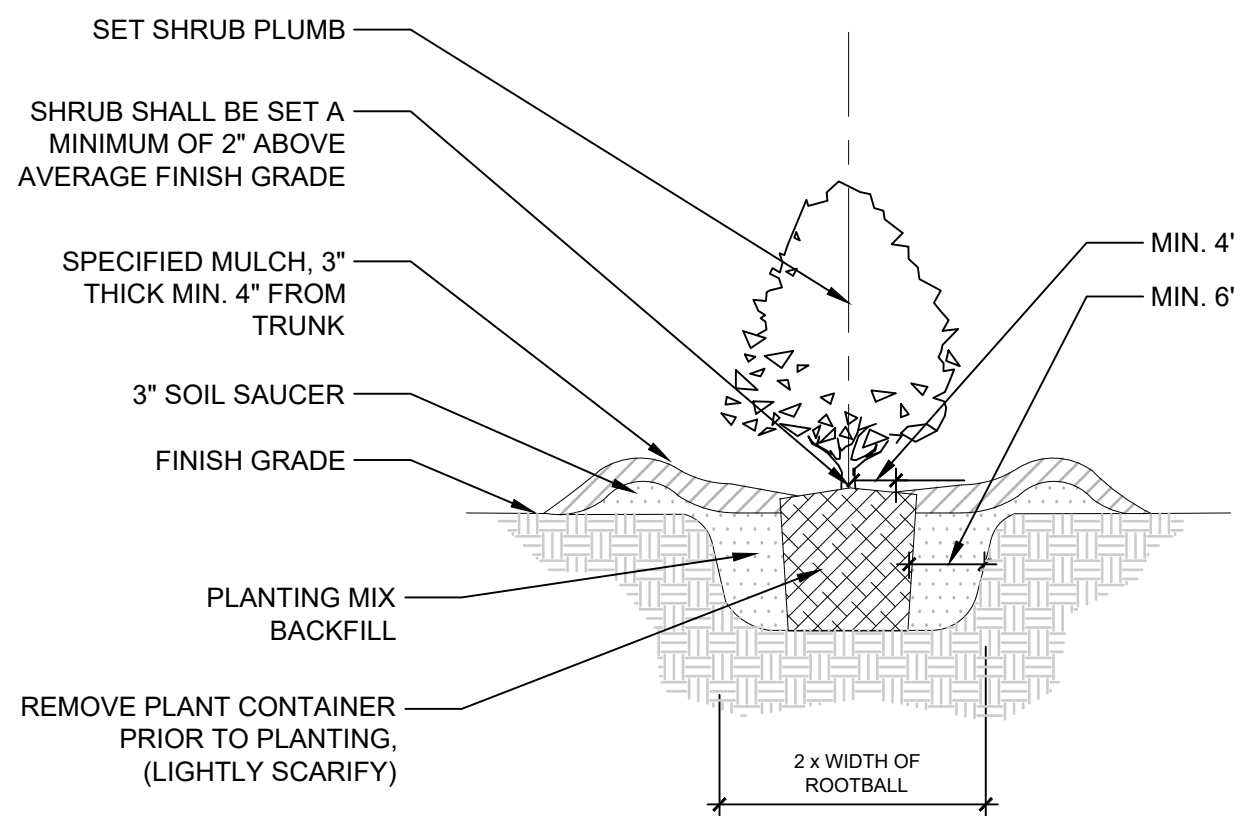 SET SHRUB PLUMB
SHRUB SHALL BE SET A
MINIMUM OF 2" ABOVE
AVERAGE FINISH GRADE
SPECIFIED MULCH, 3"
THICK MIN. 4" FROM
TRUNK
3" SOIL SAUCER
FINISH GRADE
PLANTING MIX
BACKFILL
REMOVE PLANT CONTAINER
PRIOR TO PLANTING,
(LIGHTLY SCARIFY)
MIN. 4'
MIN. 6'
2 x WIDTH OF
ROOTBALL